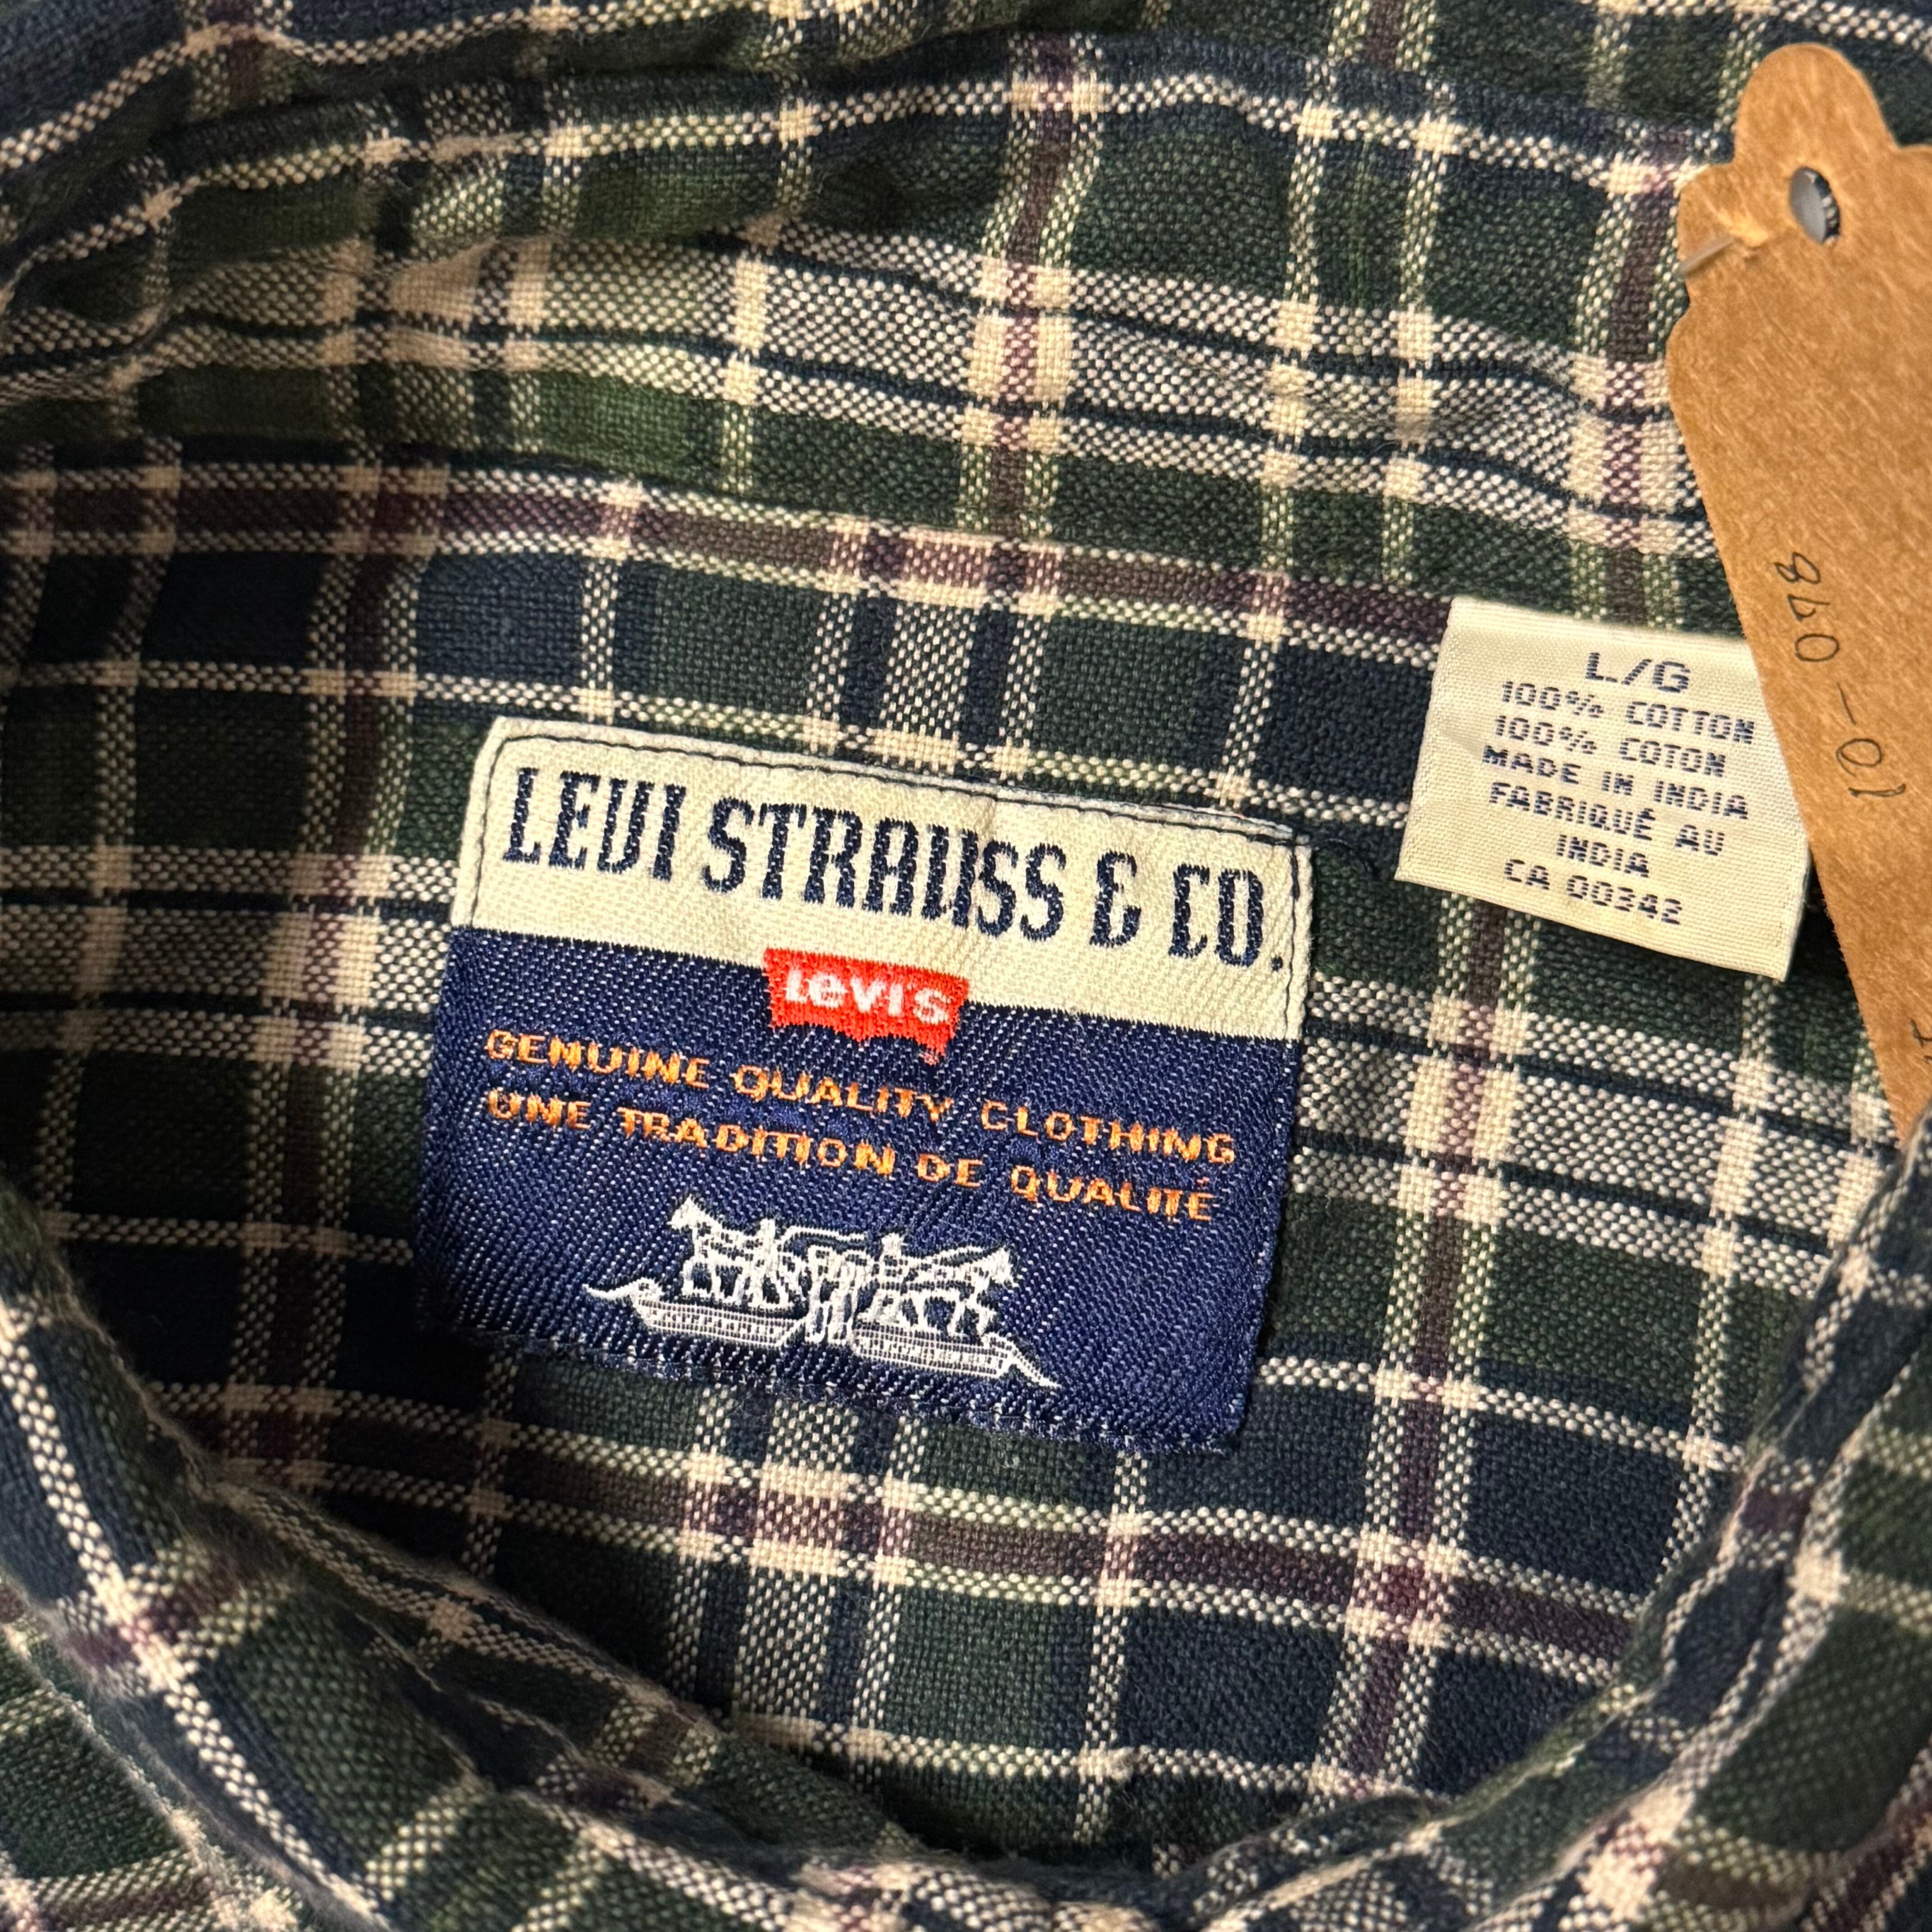 LEVI STRAUSS & CO.
Levi's
GENUINE QUALITY CLOTHING
UNE TRADITION DE QUALITÉ
L/G
100% COTTON
100% COTON
MADE IN INDIA
FABRIQUÉ AU
INDIA
CA 00342
10-098